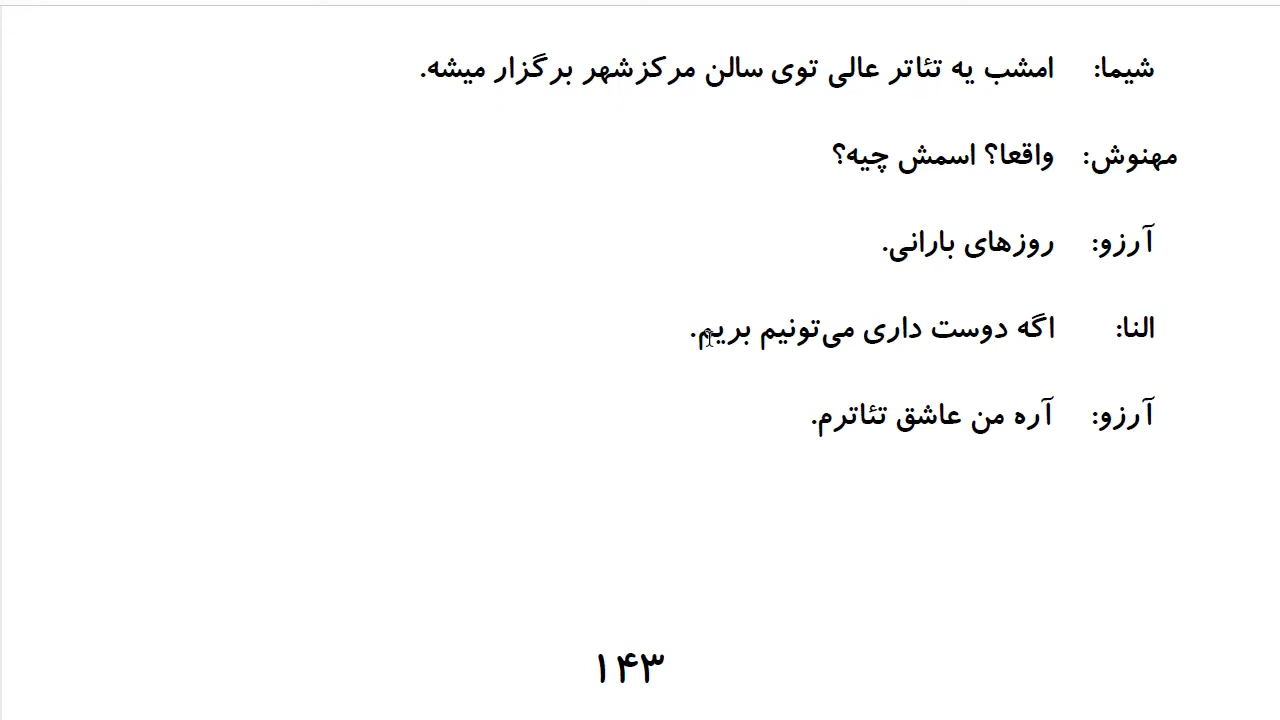 شیما: امشب یه تئاتر عالی توی سالن مرکزشهر برگزار میشه.
مهنوش: واقعا؟ اسمش چیه؟
آرزو: روزهای بارانی.
النا: اگه دوست داری می‌تونیم بریم.
آرزو: آره من عاشق تئاترم.
۱۴۳